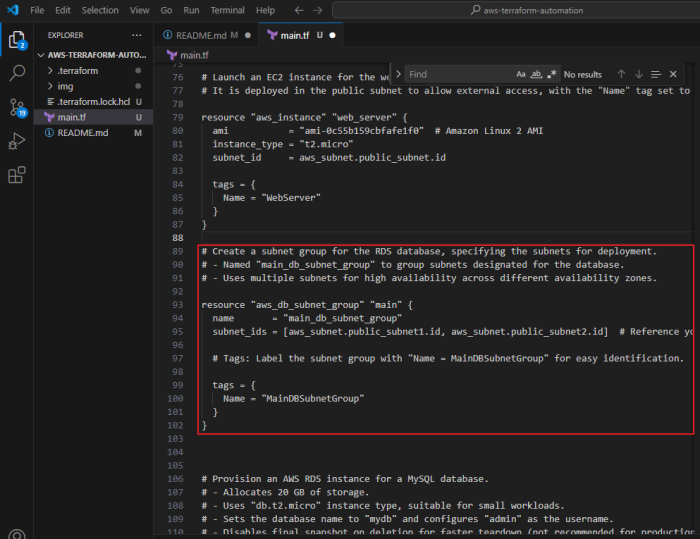 File Edit Selection View Go Run Terminal Help
aws-terraform-automation
EXPLORER
AWS-TERRAFORM-AUTO...
.terraform
img
.terraform.lock.hcl U
main.tf U
README.md M
2
19
README.md M
main.tf U
main.tf
Find
Aa ab .*
No results
75
76 # Launch an EC2 instance for the we
77 # It is deployed in the public subnet to allow external access, with the "Name" tag set to
78
79 resource "aws_instance" "web_server" {
80 ami = "ami-0c55b159cbfafe1f0" # Amazon Linux 2 AMI
81 instance_type = "t2.micro"
82 subnet_id = aws_subnet.public_subnet.id
83
84 tags = {
85 Name = "WebServer"
86 }
87 }
88
89 # Create a subnet group for the RDS database, specifying the subnets for deployment.
90 # - Named "main_db_subnet_group" to group subnets designated for the database.
91 # - Uses multiple subnets for high availability across different availability zones.
92
93 resource "aws_db_subnet_group" "main" {
94 name = "main_db_subnet_group"
95 subnet_ids = [aws_subnet.public_subnet1.id, aws_subnet.public_subnet2.id] # Reference yo
96
97 # Tags: Label the subnet group with "Name = MainDBSubnetGroup" for easy identification.
98
99 tags = {
100 Name = "MainDBSubnetGroup"
101 }
102 }
103
104
105
106 # Provision an AWS RDS instance for a MySQL database.
107 # - Allocates 20 GB of storage.
108 # - Uses "db.t2.micro" instance type, suitable for small workloads.
109 # - Sets the database name to "mydb" and configures "admin" as the username.
110 # - Disables final snapshot on deletion for faster teardown (not recommended for production